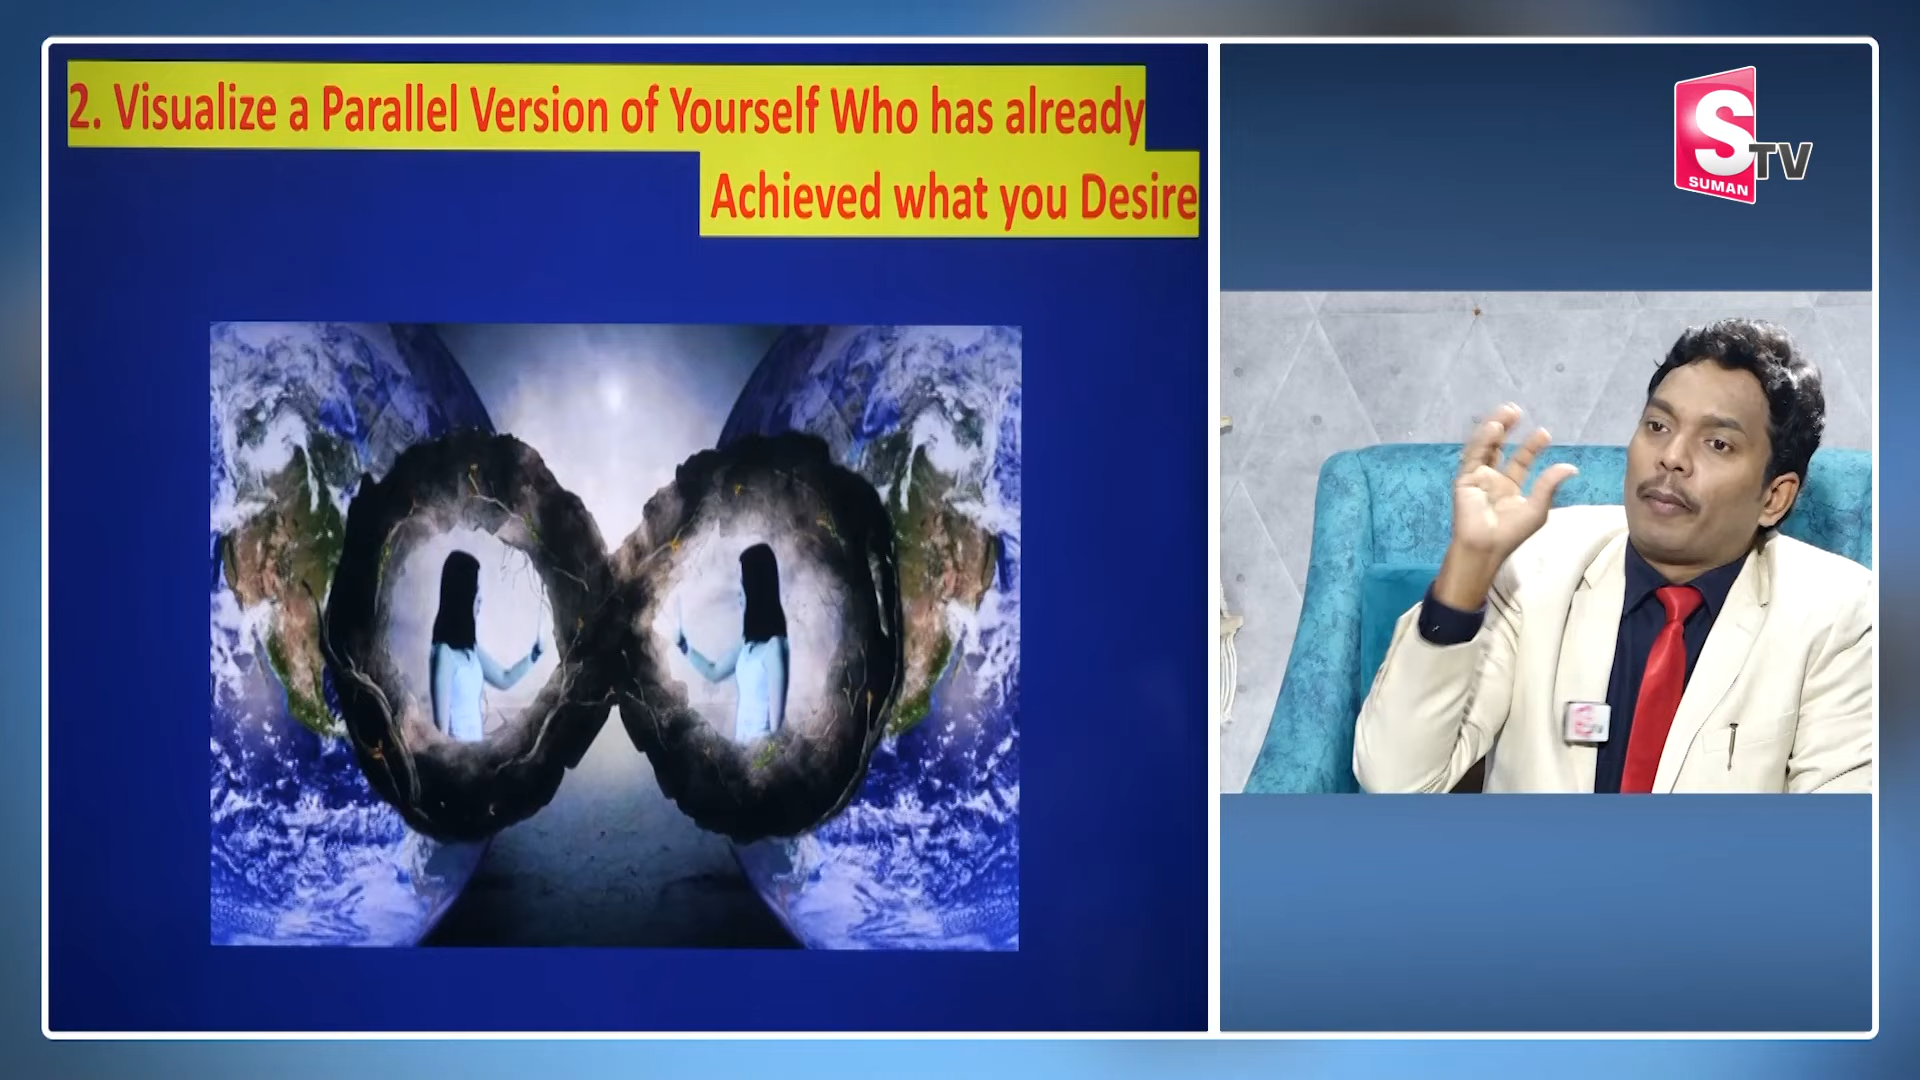 2. Visualize a Parallel Version of Yourself Who has already
Achieved what you Desire
S TV
SUMAN